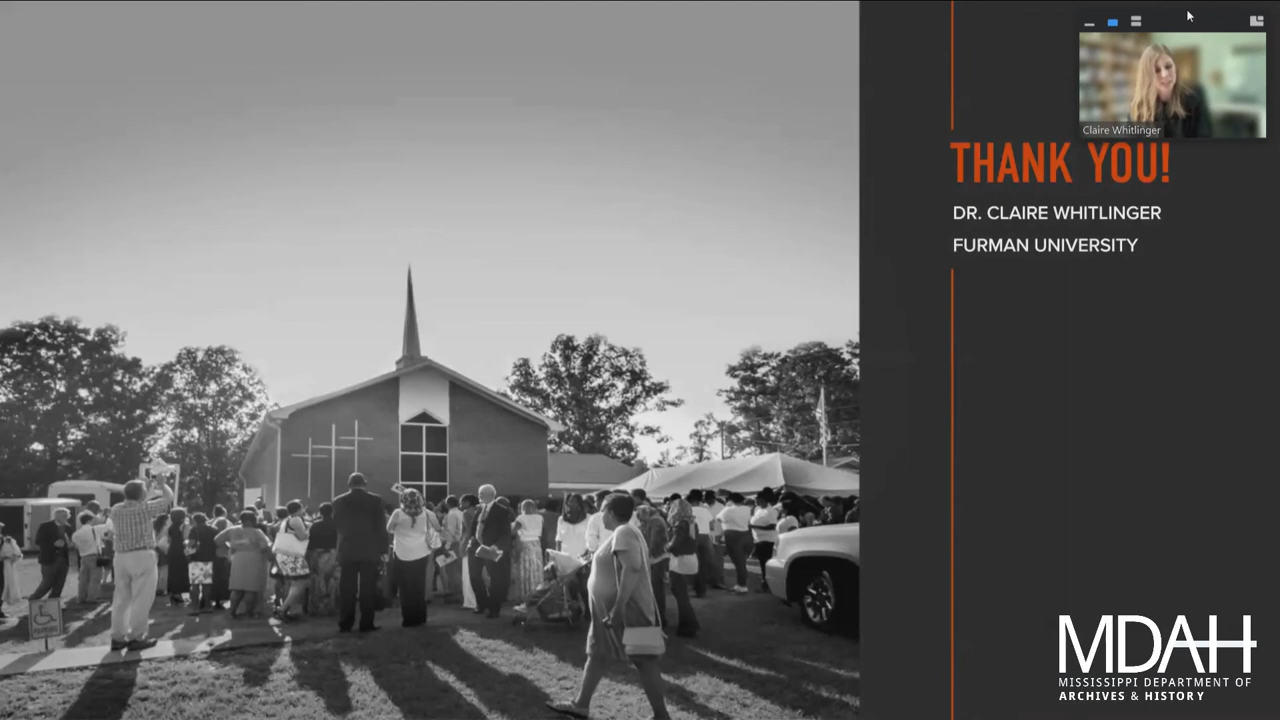 Claire Whitlinger
THANK YOU!
DR. CLAIRE WHITLINGER
FURMAN UNIVERSITY
MDAH
MISSISSIPPI DEPARTMENT OF
ARCHIVES & HISTORY